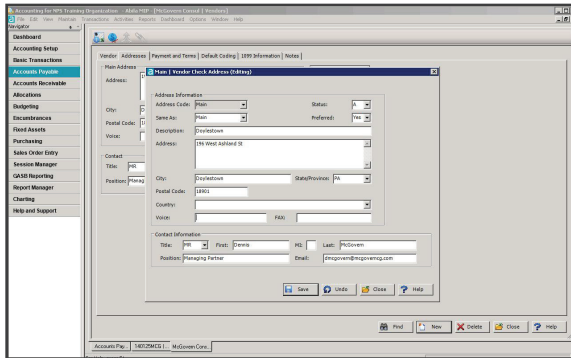 Accounting for MPS Training Organization - Abila MIP - [McGovern Consul | Vendors]
File Edit View Maintain Transactions Activities Reports Dashboard Options Window Help
Navigator
Dashboard
Accounting Setup
Basic Transactions
Accounts Payable
Accounts Receivable
Allocations
Budgeting
Encumbrances
Fixed Assets
Purchasing
Sales Order Entry
Session Manager
GASB Reporting
Report Manager
Charting
Help and Support
Vendor Addresses Payment and Terms Default Coding 1099 Information Notes
Main Address
Address:
City:
Postal Code:
Voice:
Contact
Title: MR
Position: Manag
Main | Vendor Check Address (Editing)
Address Information
Address Code: Main Status: A
Same As: Main Preferred: Yes
Description: Doylestown
Address: 196 West Ashland St
City: Doylestown State/Province: PA
Postal Code: 18901
Country:
Voice: FAX:
Contact Information
Title: MR First: Dennis MI: Last: McGovern
Position: Managing Partner Email: dmcgovern@mcgoverncg.com
Save Undo Close Help
Find New Delete Close Help
Accounts Pay... 140125MCG (... McGovern Cons...